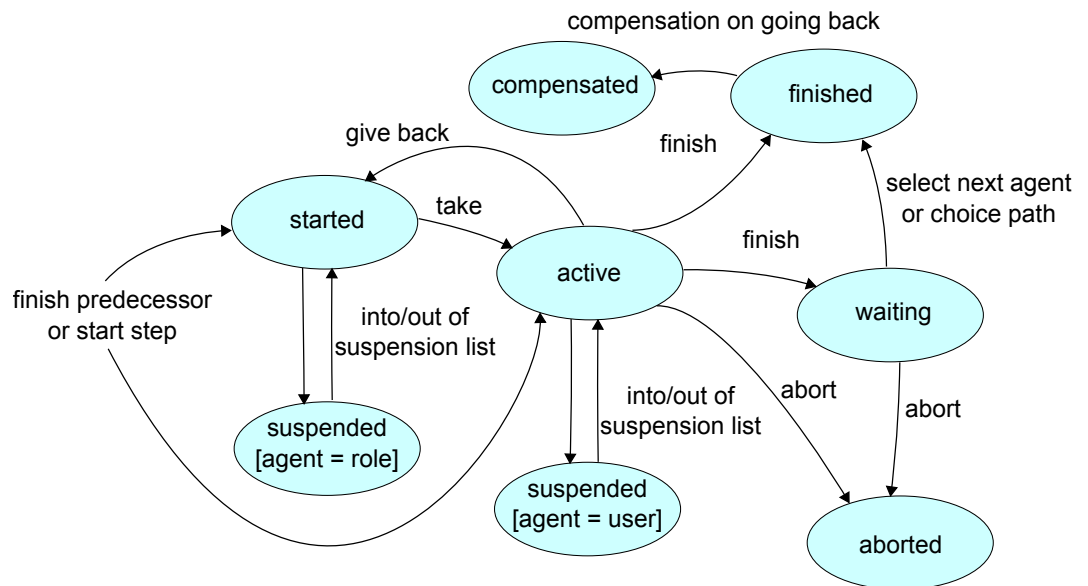 compensation on going back
compensated
finished
give back
finish
select next agent
or choice path
started
take
finish
active
finish predecessor
or start step
into/out of
suspension list
waiting
abort
abort
into/out of
suspension list
suspended
[agent = role]
suspended
[agent = user]
aborted